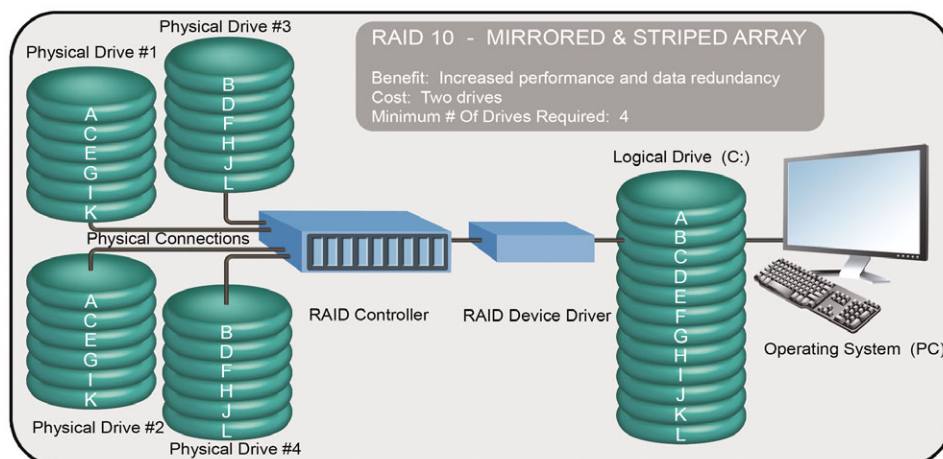 Physical Drive #3
Physical Drive #1
RAID 10 - MIRRORED & STRIPED ARRAY
Benefit: Increased performance and data redundancy
Cost: Two drives
Minimum # Of Drives Required: 4
A
C
E
G
I
K
B
D
F
H
J
L
Logical Drive (C:)
Physical Connections
A
C
E
G
I
K
B
D
F
H
J
L
RAID Controller
RAID Device Driver
A
B
C
D
E
F
G
H
I
J
K
L
Operating System (PC)
Physical Drive #2
Physical Drive #4